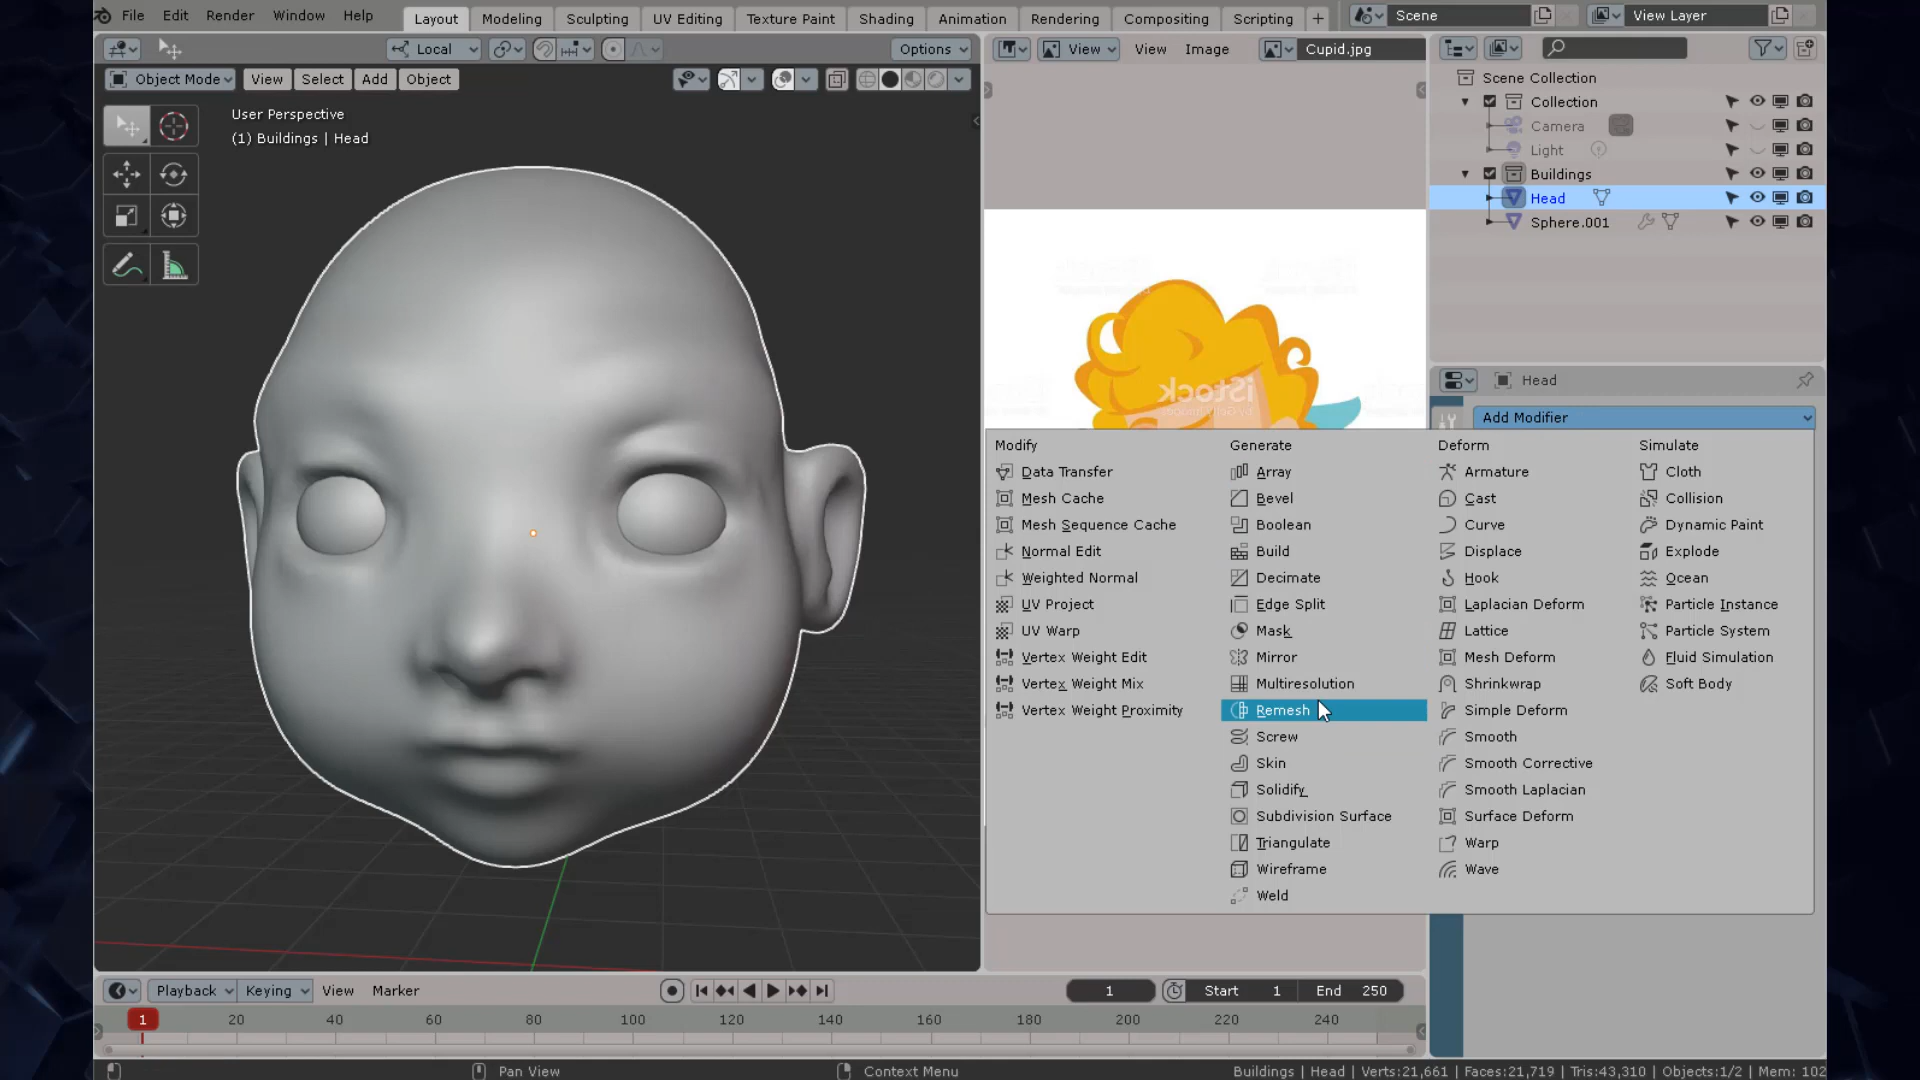 File Edit Render Window Help Layout Modeling Sculpting UV Editing Texture Paint Shading Animation Rendering Compositing Scripting + Scene View Layer
Local Options View View Image Cupid.jpg
Object Mode View Select Add Object
User Perspective
(1) Buildings | Head
Scene Collection
Collection
Camera
Light
Buildings
Head
Sphere.001
iStock
Head
Add Modifier
Modify
Data Transfer
Mesh Cache
Mesh Sequence Cache
Normal Edit
Weighted Normal
UV Project
UV Warp
Vertex Weight Edit
Vertex Weight Mix
Vertex Weight Proximity
Generate
Array
Bevel
Boolean
Build
Decimate
Edge Split
Mask
Mirror
Multiresolution
Remesh
Screw
Skin
Solidify
Subdivision Surface
Triangulate
Wireframe
Weld
Deform
Armature
Cast
Curve
Displace
Hook
Laplacian Deform
Lattice
Mesh Deform
Shrinkwrap
Simple Deform
Smooth
Smooth Corrective
Smooth Laplacian
Surface Deform
Warp
Wave
Simulate
Cloth
Collision
Dynamic Paint
Explode
Ocean
Particle Instance
Particle System
Fluid Simulation
Soft Body
Playback Keying View Marker 1 Start 1 End 250
1 20 40 60 80 100 120 140 160 180 200 220 240
Pan View Context Menu Buildings | Head | Verts:21,661 | Faces:21,719 | Tris:43,310 | Objects:1/2 | Mem: 102